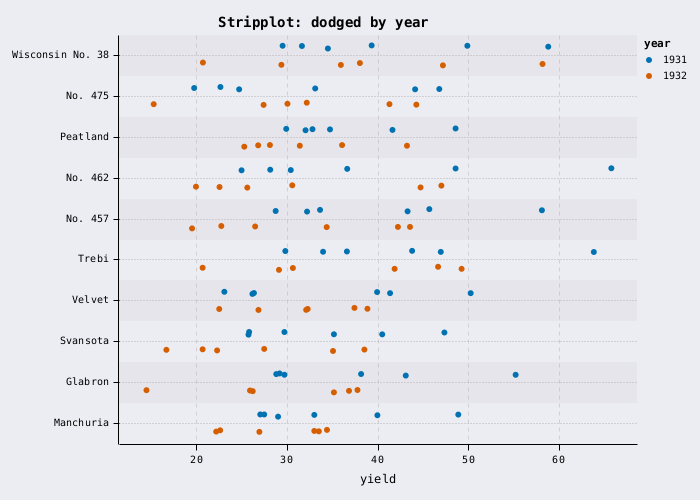 Stripplot: dodged by year
Wisconsin No. 38
No. 475
Peatland
No. 462
No. 457
Trebi
Velvet
Svansota
Glabron
Manchuria
20 30 40 50 60
yield
year
1931
1932